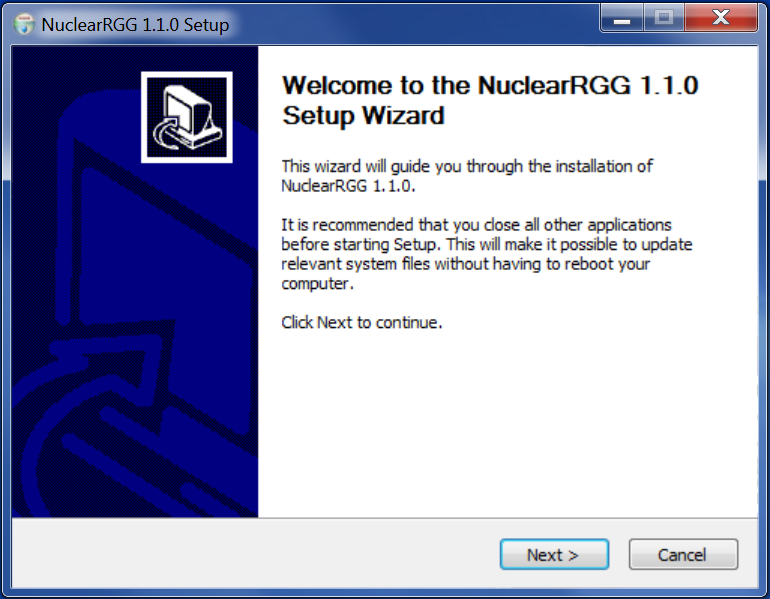 NuclearRGG 1.1.0 Setup
Welcome to the NuclearRGG 1.1.0
Setup Wizard
This wizard will guide you through the installation of
NuclearRGG 1.1.0.
It is recommended that you close all other applications
before starting Setup. This will make it possible to update
relevant system files without having to reboot your
computer.
Click Next to continue.
Next >
Cancel